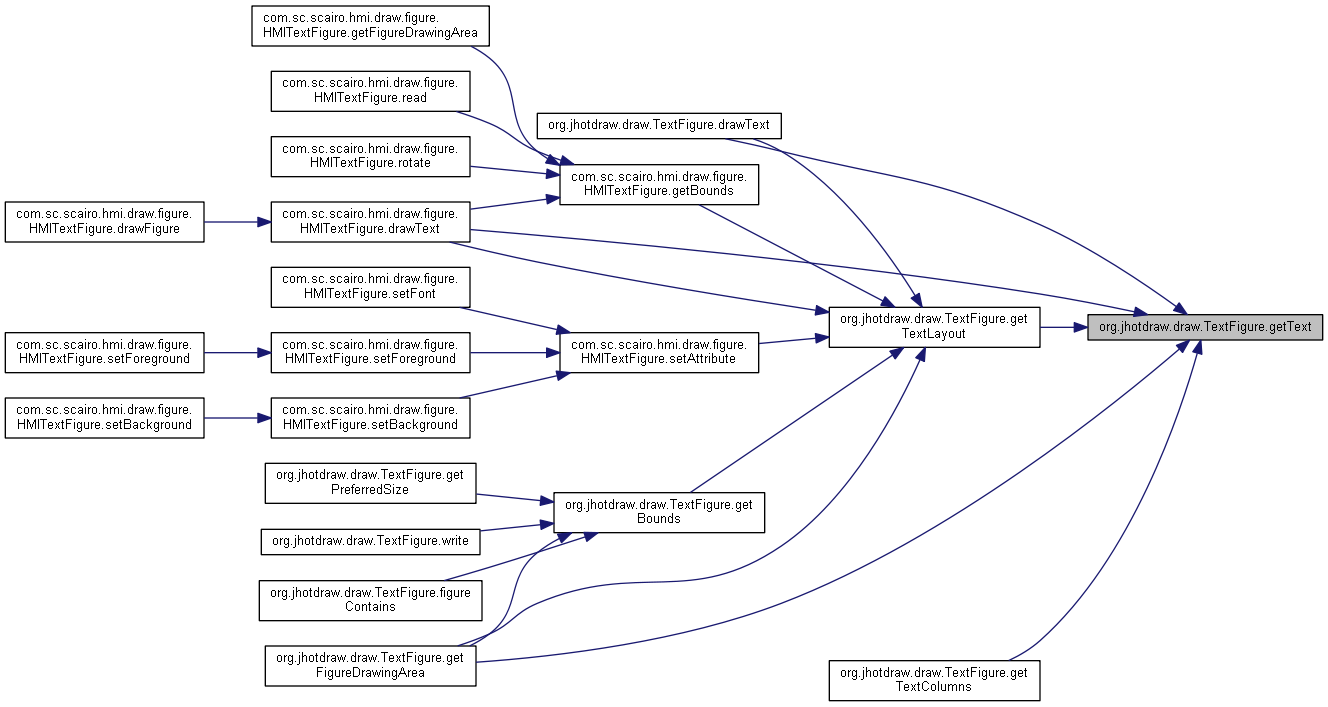 com.sc.scairo.hmi.draw.figure.
HMITextFigure.getFigureDrawingArea
com.sc.scairo.hmi.draw.figure.
HMITextFigure.read
org.jhotdraw.draw.TextFigure.drawText
com.sc.scairo.hmi.draw.figure.
HMITextFigure.rotate
com.sc.scairo.hmi.draw.figure.
HMITextFigure.getBounds
com.sc.scairo.hmi.draw.figure.
HMITextFigure.drawFigure
com.sc.scairo.hmi.draw.figure.
HMITextFigure.drawText
com.sc.scairo.hmi.draw.figure.
HMITextFigure.setFont
org.jhotdraw.draw.TextFigure.get
TextLayout
org.jhotdraw.draw.TextFigure.getText
com.sc.scairo.hmi.draw.figure.
HMITextFigure.setForeground
com.sc.scairo.hmi.draw.figure.
HMITextFigure.setForeground
com.sc.scairo.hmi.draw.figure.
HMITextFigure.setAttribute
com.sc.scairo.hmi.draw.figure.
HMITextFigure.setBackground
com.sc.scairo.hmi.draw.figure.
HMITextFigure.setBackground
org.jhotdraw.draw.TextFigure.get
PreferredSize
org.jhotdraw.draw.TextFigure.get
Bounds
org.jhotdraw.draw.TextFigure.write
org.jhotdraw.draw.TextFigure.figure
Contains
org.jhotdraw.draw.TextFigure.get
FigureDrawingArea
org.jhotdraw.draw.TextFigure.get
TextColumns